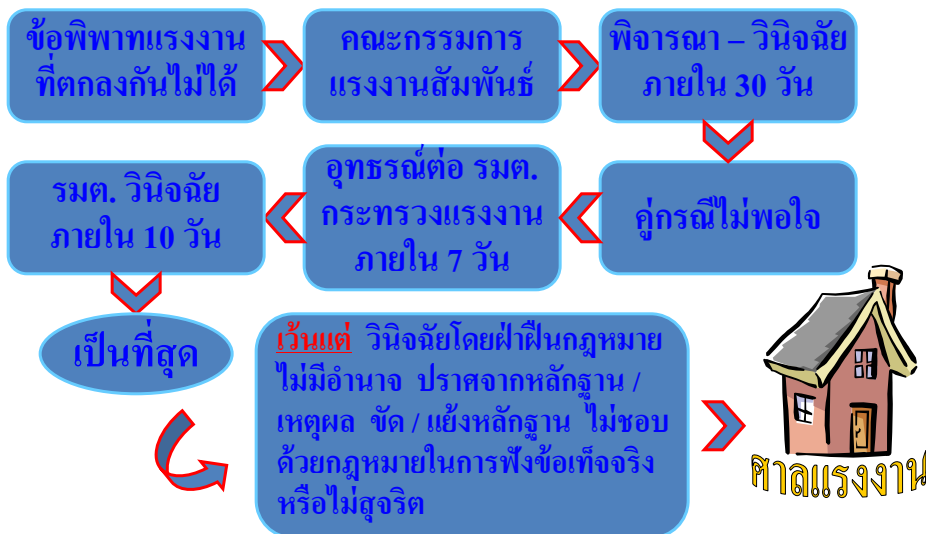 ข้อพิพาทแรงงาน
ที่ตกลงกันไม่ได้
คณะกรรมการ
แรงงานสัมพันธ์
พิจารณา – วินิจฉัย
ภายใน 30 วัน
คู่กรณีไม่พอใจ
อุทธรณ์ต่อ รมต.
กระทรวงแรงงาน
ภายใน 7 วัน
รมต. วินิจฉัย
ภายใน 10 วัน
เป็นที่สุด
เว้นแต่ วินิจฉัยโดยฝ่าฝืนกฎหมาย
ไม่มีอำนาจ ปราศจากหลักฐาน /
เหตุผล ขัด / แย้งหลักฐาน ไม่ชอบ
ด้วยกฎหมายในการฟังข้อเท็จจริง
หรือไม่สุจริต
ศาลแรงงาน